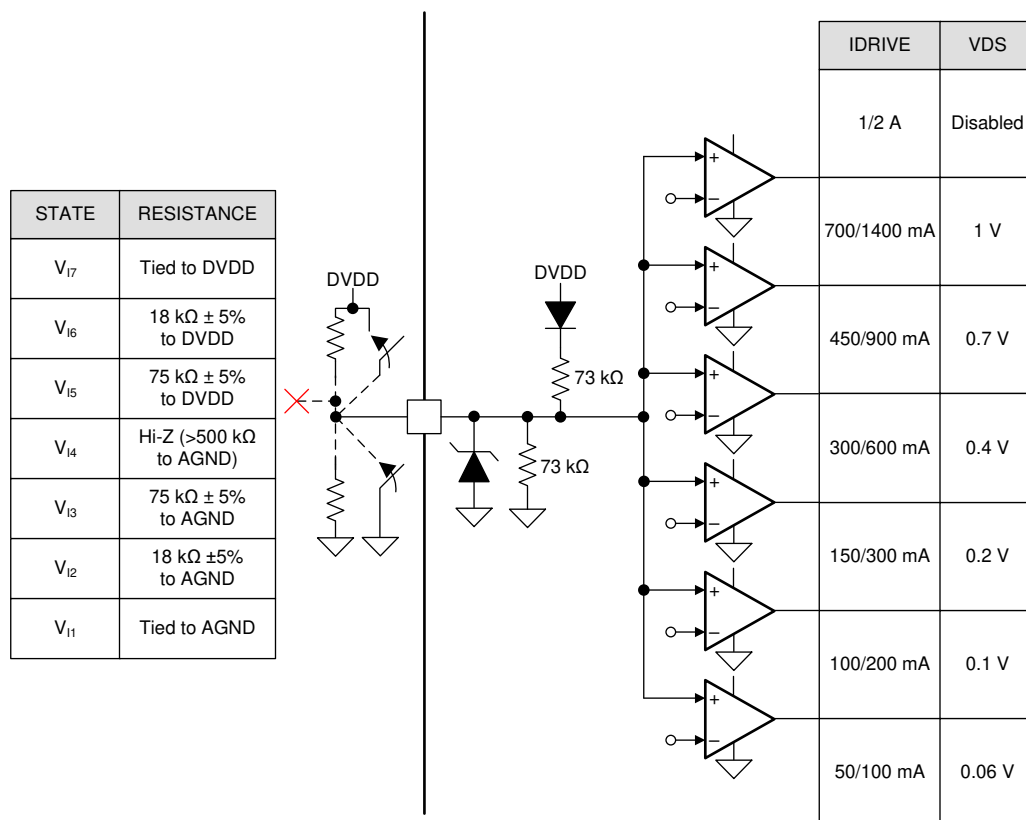 STATE RESISTANCE
V_I7 Tied to DVDD
V_I6 18 kΩ ± 5%
to DVDD
V_I5 75 kΩ ± 5%
to DVDD
V_I4 Hi-Z (>500 kΩ
to AGND)
V_I3 75 kΩ ± 5%
to AGND
V_I2 18 kΩ ±5%
to AGND
V_I1 Tied to AGND
DVDD
DVDD
73 kΩ
73 kΩ
+
−
+
−
+
−
+
−
+
−
+
−
IDRIVE VDS
1/2 A Disabled
700/1400 mA 1 V
450/900 mA 0.7 V
300/600 mA 0.4 V
150/300 mA 0.2 V
100/200 mA 0.1 V
50/100 mA 0.06 V